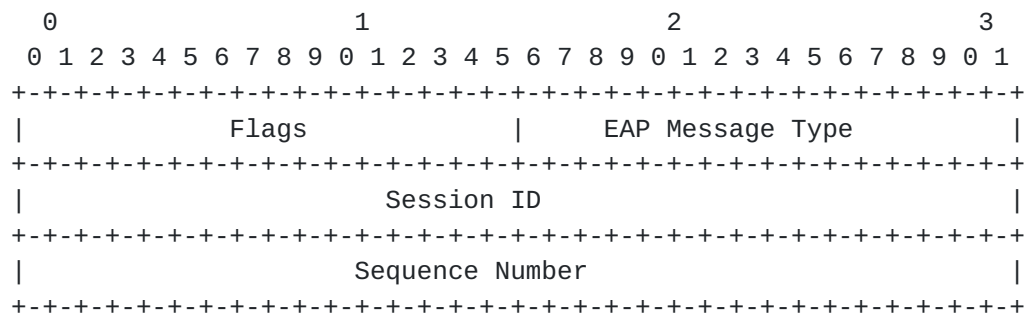 0                   1                   2                   3
 0 1 2 3 4 5 6 7 8 9 0 1 2 3 4 5 6 7 8 9 0 1 2 3 4 5 6 7 8 9 0 1
+-+-+-+-+-+-+-+-+-+-+-+-+-+-+-+-+-+-+-+-+-+-+-+-+-+-+-+-+-+-+-+-+
|             Flags             |     EAP Message Type          |
+-+-+-+-+-+-+-+-+-+-+-+-+-+-+-+-+-+-+-+-+-+-+-+-+-+-+-+-+-+-+-+-+
|                       Session ID                              |
+-+-+-+-+-+-+-+-+-+-+-+-+-+-+-+-+-+-+-+-+-+-+-+-+-+-+-+-+-+-+-+-+
|                     Sequence Number                           |
+-+-+-+-+-+-+-+-+-+-+-+-+-+-+-+-+-+-+-+-+-+-+-+-+-+-+-+-+-+-+-+-+